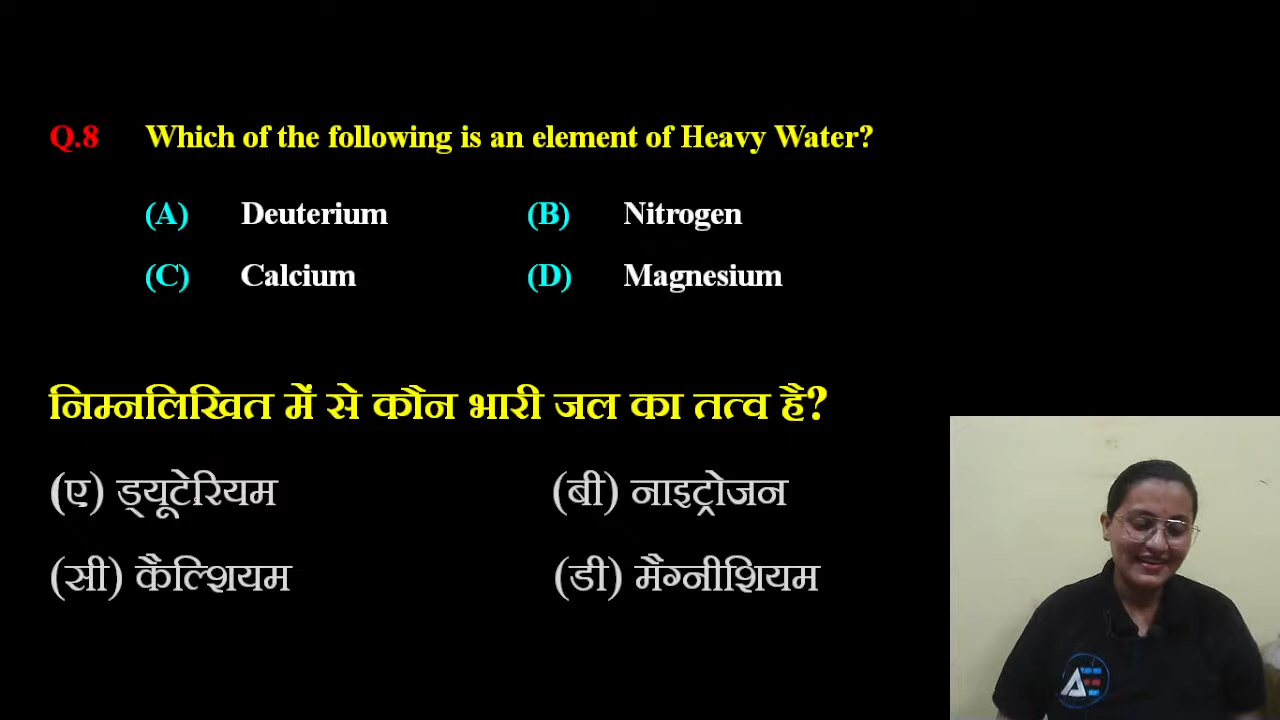 Q.8 Which of the following is an element of Heavy Water?
(A) Deuterium (B) Nitrogen
(C) Calcium (D) Magnesium
निम्नलिखित में से कौन भारी जल का तत्व है?
(ए) ड्यूटेरियम (बी) नाइट्रोजन
(सी) कैल्शियम (डी) मैग्नीशियम